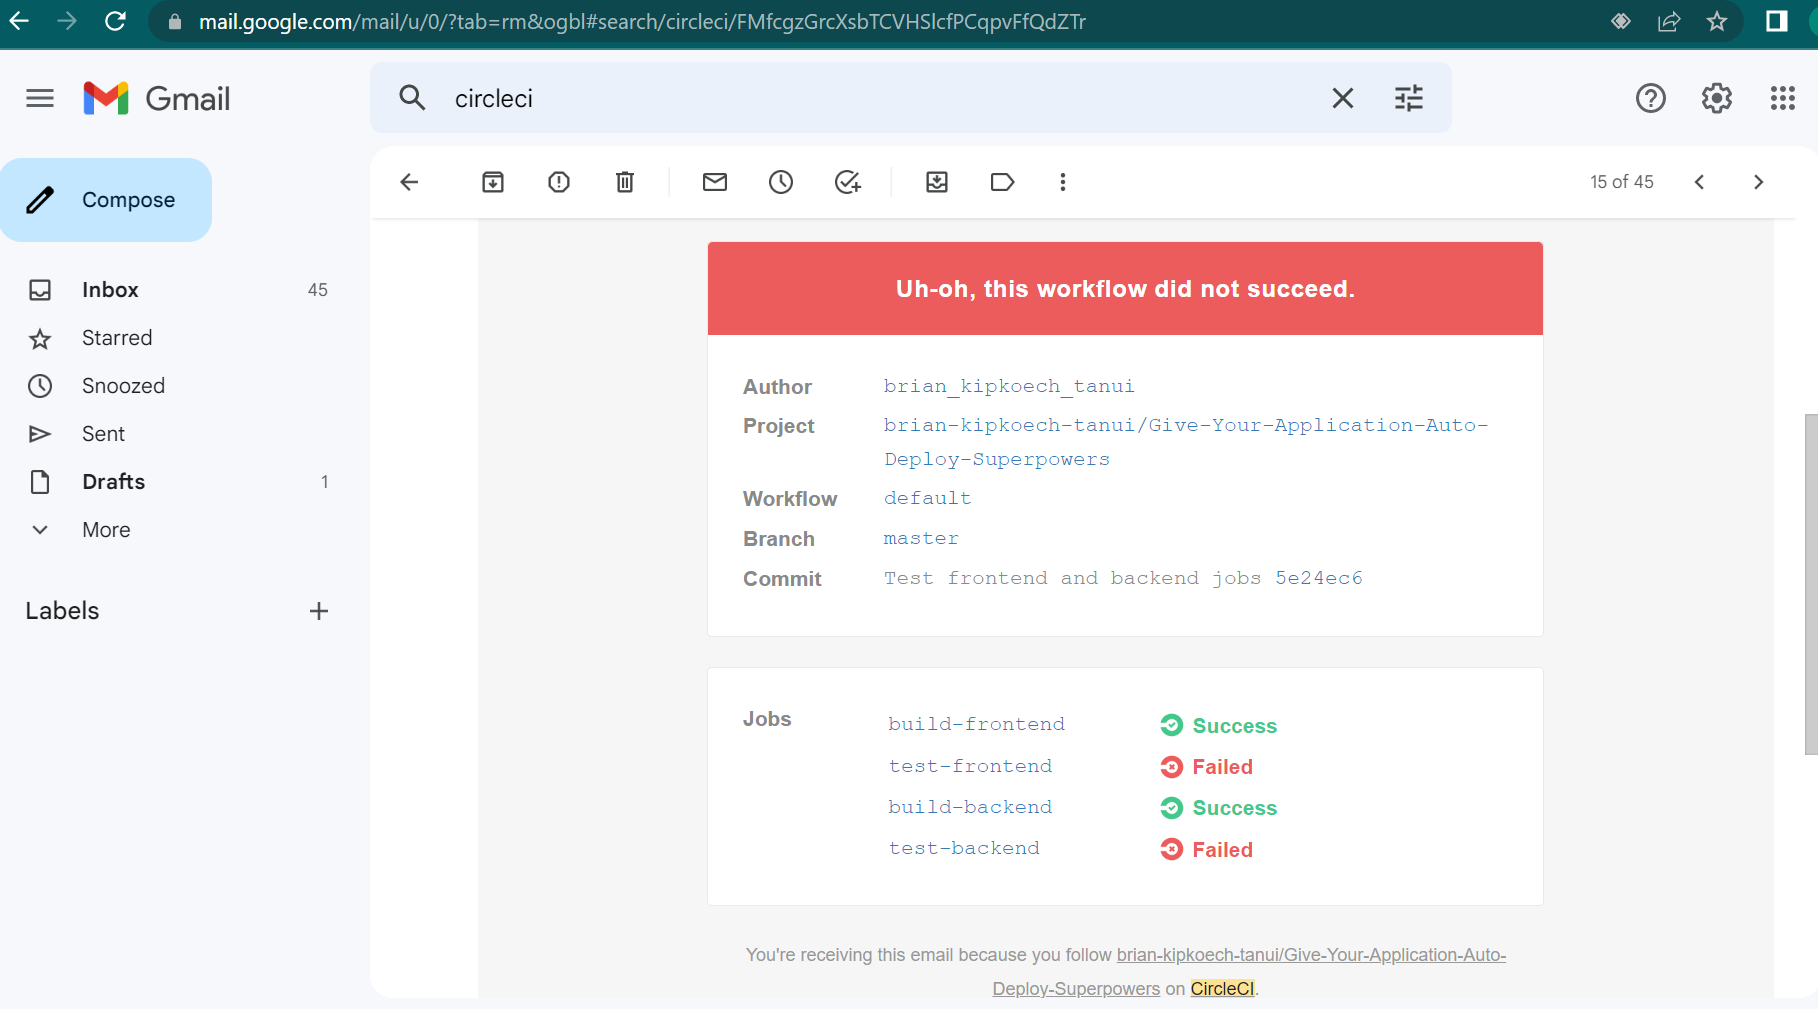 mail.google.com/mail/u/0/?tab=rm&ogbl#search/circleci/FMfcgzGrcXsbTCVHSlcfPCqpvFfQdZTr
Gmail
circleci
Compose
15 of 45
Inbox 45
Starred
Snoozed
Sent
Drafts 1
More
Labels
Uh-oh, this workflow did not succeed.
Author brian_kipkoech_tanui
Project brian-kipkoech-tanui/Give-Your-Application-Auto-
Deploy-Superpowers
Workflow default
Branch master
Commit Test frontend and backend jobs 5e24ec6
Jobs build-frontend Success
test-frontend Failed
build-backend Success
test-backend Failed
You're receiving this email because you follow brian-kipkoech-tanui/Give-Your-Application-Auto-
Deploy-Superpowers on CircleCI.